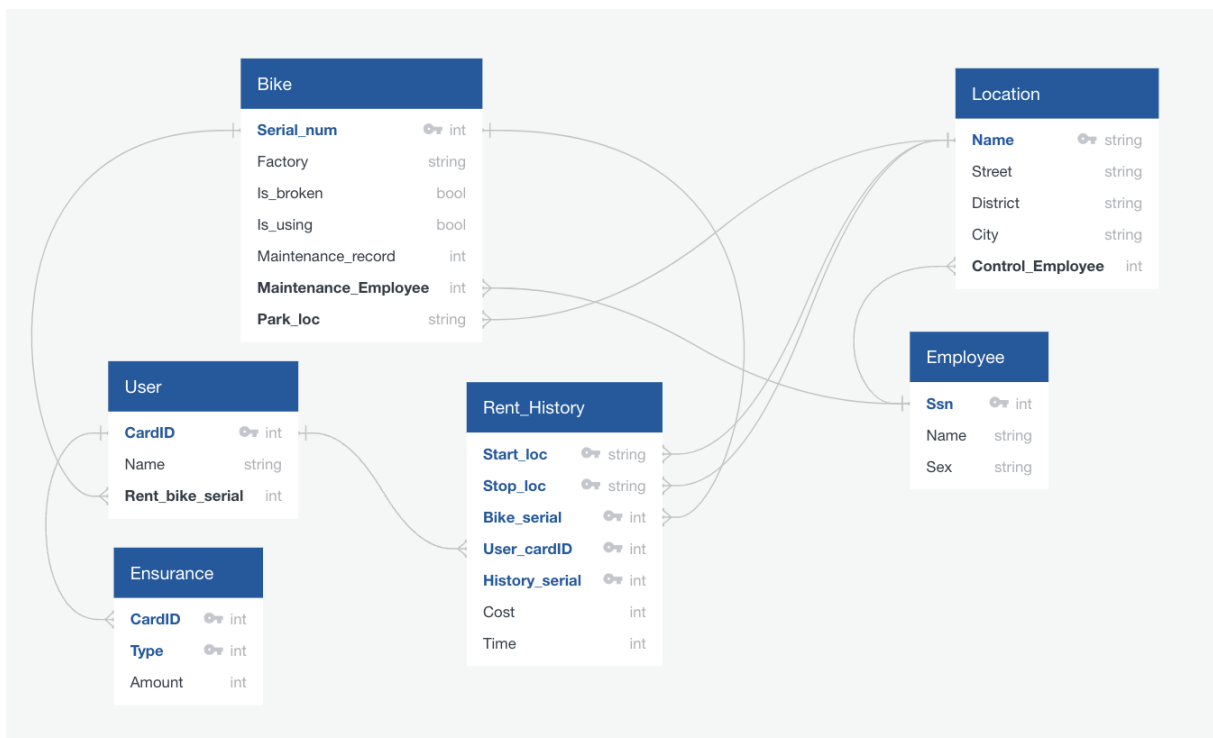 Bike
Serial_num int
Factory string
Is_broken bool
Is_using bool
Maintenance_record int
Maintenance_Employee int
Park_loc string
Location
Name string
Street string
District string
City string
Control_Employee int
User
CardID int
Name string
Rent_bike_serial int
Rent_History
Start_loc string
Stop_loc string
Bike_serial int
User_cardID int
History_serial int
Cost int
Time int
Employee
Ssn int
Name string
Sex string
Ensurance
CardID int
Type int
Amount int